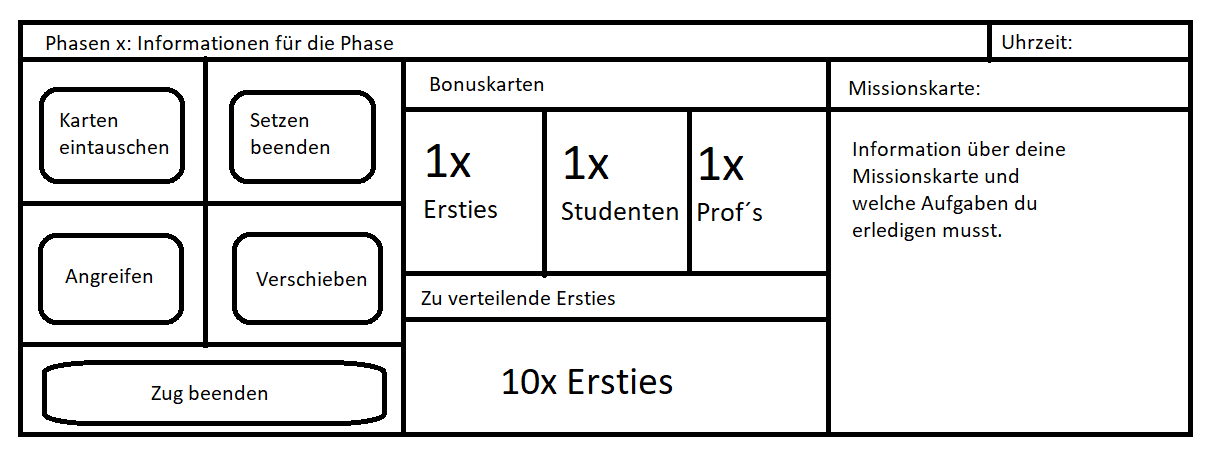 Phasen x: Informationen für die Phase
Uhrzeit:
Karten
eintauschen
Setzen
beenden
Angreifen
Verschieben
Zug beenden
Bonuskarten
1x
Ersties
1x
Studenten
1x
Prof´s
Zu verteilende Ersties
10x Ersties
Missionskarte:
Information über deine
Missionskarte und
welche Aufgaben du
erledigen musst.